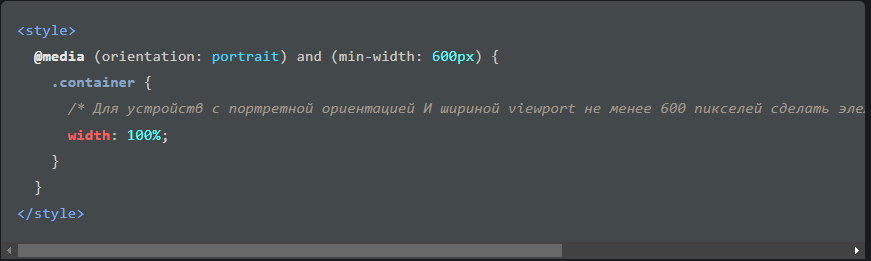 <style>
@media (orientation: portrait) and (min-width: 600px) {
.container {
/* Для устройств с портретной ориентацией И шириной viewport не менее 600 пикселей сделать
width: 100%;
}
}
</style>